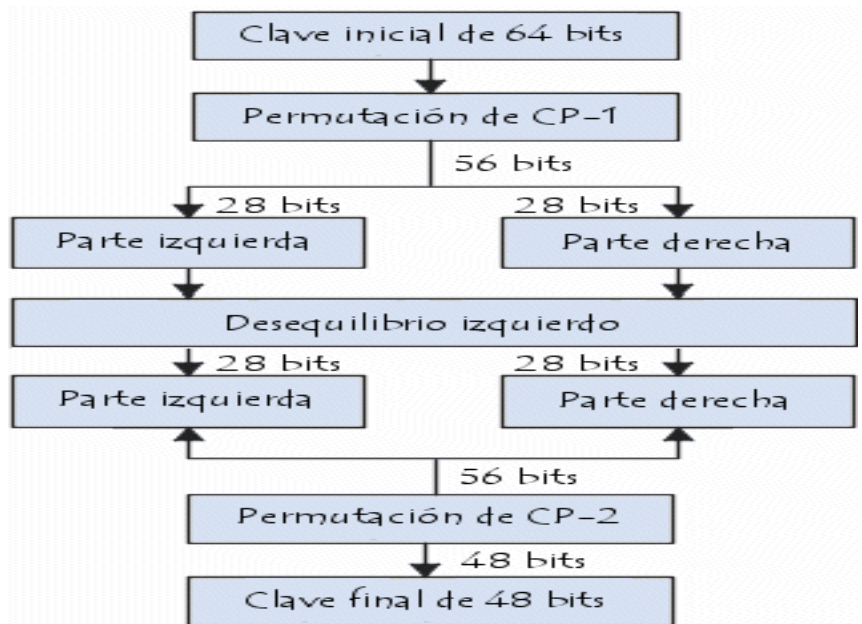 Clave inicial de 64 bits
Permutación de CP-1
56 bits
28 bits
28 bits
Parte izquierda
Parte derecha
Desequilibrio izquierdo
28 bits
28 bits
Parte izquierda
Parte derecha
56 bits
Permutación de CP-2
48 bits
Clave final de 48 bits